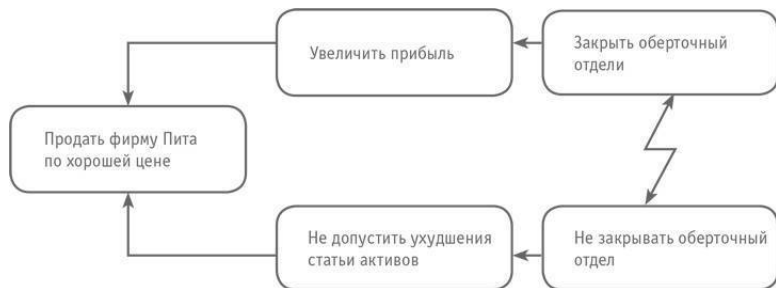 Увеличить прибыль
Закрыть оберточный
отдели
Продать фирму Пита
по хорошей цене
Не допустить ухудшения
статьи активов
Не закрывать оберточный
отдел